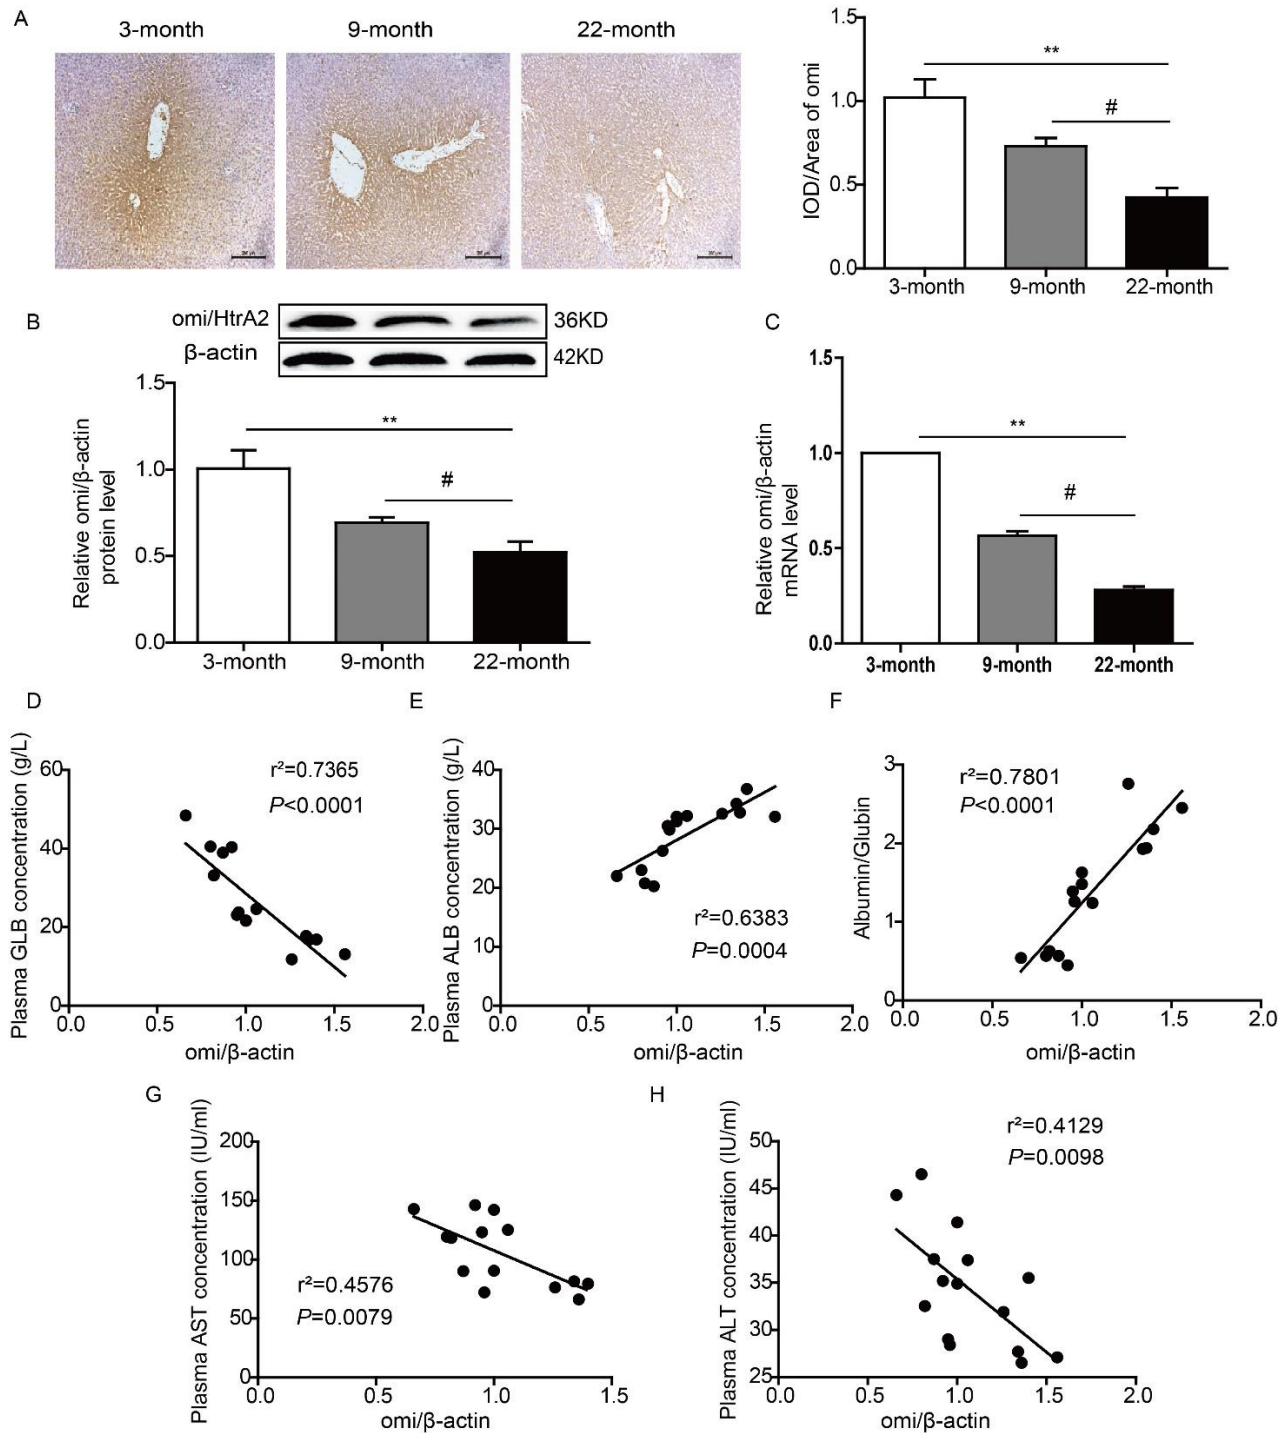 A
3-month
9-month
22-month
IOD/Area of omi
1.5
1.0
0.5
0.0
**
#
3-month
9-month
22-month
B
omi/HtrA2
36KD
β-actin
42KD
Relative omi/β-actin
protein level
1.5
1.0
0.5
0.0
**
#
3-month
9-month
22-month
C
Relative omi/β-actin
mRNA level
1.5
1.0
0.5
0.0
**
#
3-month
9-month
22-month
D
Plasma GLB concentration (g/L)
60
40
20
0
r²=0.7365
P<0.0001
0.0
0.5
1.0
1.5
2.0
omi/β-actin
E
Plasma ALB concentration (g/L)
40
30
20
10
0
r²=0.6383
P=0.0004
0.0
0.5
1.0
1.5
2.0
omi/β-actin
F
Albumin/Glubin
3
2
1
0
r²=0.7801
P<0.0001
0.0
0.5
1.0
1.5
2.0
omi/β-actin
G
Plasma AST concentration (IU/ml)
200
150
100
50
0
r²=0.4576
P=0.0079
0.0
0.5
1.0
1.5
omi/β-actin
H
Plasma ALT concentration (IU/ml)
50
45
40
35
30
25
r²=0.4129
P=0.0098
0.0
0.5
1.0
1.5
2.0
omi/β-actin